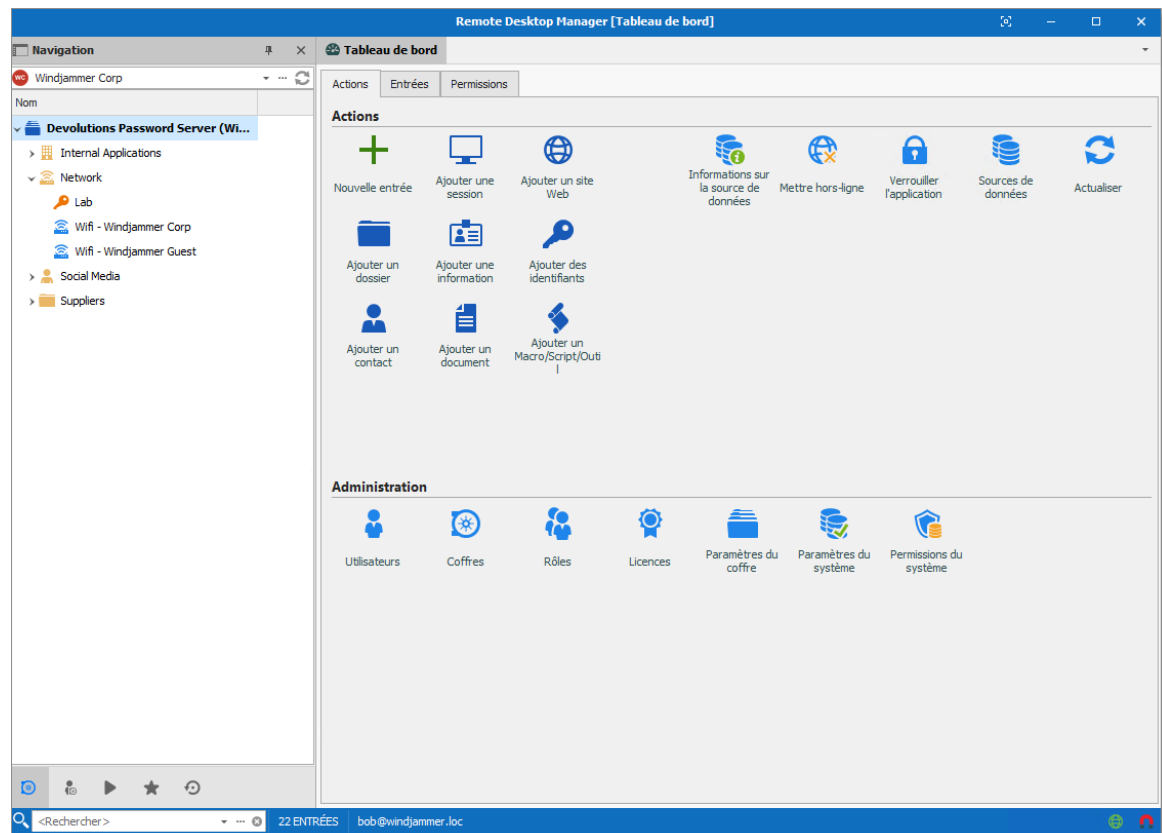 Remote Desktop Manager [Tableau de bord]
Navigation
Tableau de bord
WC Windjammer Corp
Actions Entrées Permissions
Nom
Actions
Devolutions Password Server (Wi...
Internal Applications
Network
Lab
Wifi - Windjammer Corp
Wifi - Windjammer Guest
Social Media
Suppliers
Nouvelle entrée
Ajouter une
session
Ajouter un site
Web
Informations sur
la source de
données
Mettre hors-ligne
Verrouiller
l'application
Sources de
données
Actualiser
Ajouter un
dossier
Ajouter une
information
Ajouter des
identifiants
Ajouter un
contact
Ajouter un
document
Ajouter un
Macro/Script/Outi
l
Administration
Utilisateurs
Coffres
Rôles
Licences
Paramètres du
coffre
Paramètres du
système
Permissions du
système
<Rechercher>
22 ENTRÉES
bob@windjammer.loc